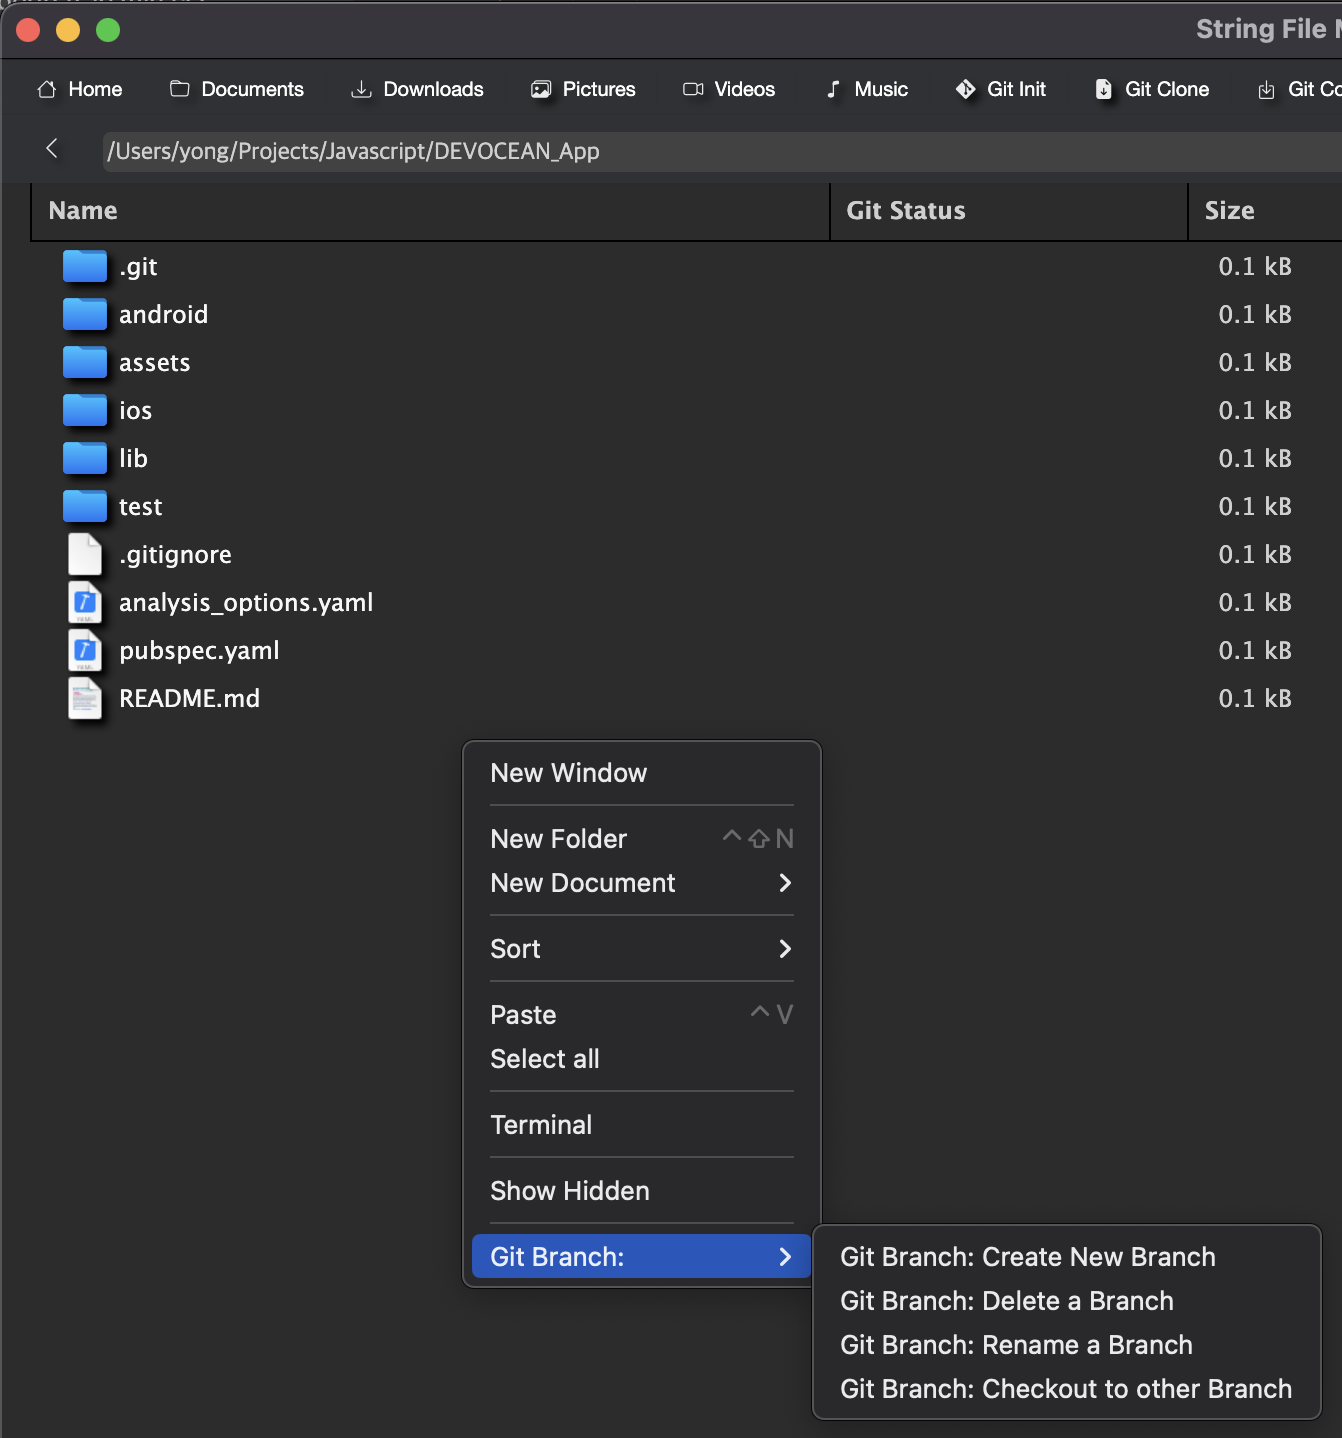 String File
Home Documents Downloads Pictures Videos Music Git Init Git Clone Git
/Users/yong/Projects/Javascript/DEVOCEAN_App
Name Git Status Size
.git 0.1 kB
android 0.1 kB
assets 0.1 kB
ios 0.1 kB
lib 0.1 kB
test 0.1 kB
.gitignore 0.1 kB
analysis_options.yaml 0.1 kB
pubspec.yaml 0.1 kB
README.md 0.1 kB
New Window
New Folder ^⇧N
New Document
Sort
Paste ^V
Select all
Terminal
Show Hidden
Git Branch:
Git Branch: Create New Branch
Git Branch: Delete a Branch
Git Branch: Rename a Branch
Git Branch: Checkout to other Branch